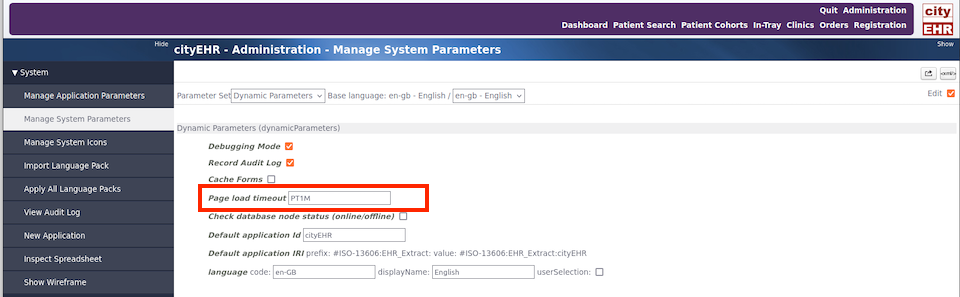 Quit Administration
city
EHR
Dashboard Patient Search Patient Cohorts In-Tray Clinics Orders Registration
Hide
cityEHR - Administration - Manage System Parameters
Show
▼ System
Manage Application Parameters
Manage System Parameters
Manage System Icons
Import Language Pack
Apply All Language Packs
View Audit Log
New Application
Inspect Spreadsheet
Show Wireframe
Parameter Set Dynamic Parameters Base language: en-gb - English / en-gb - English
Edit
Dynamic Parameters (dynamicParameters)
Debugging Mode
Record Audit Log
Cache Forms
Page load timeout PT1M
Check database node status (online/offline)
Default application Id cityEHR
Default application IRI prefix: #ISO-13606:EHR_Extract: value: #ISO-13606:EHR_Extract:cityEHR
language code: en-GB displayName: English userSelection: